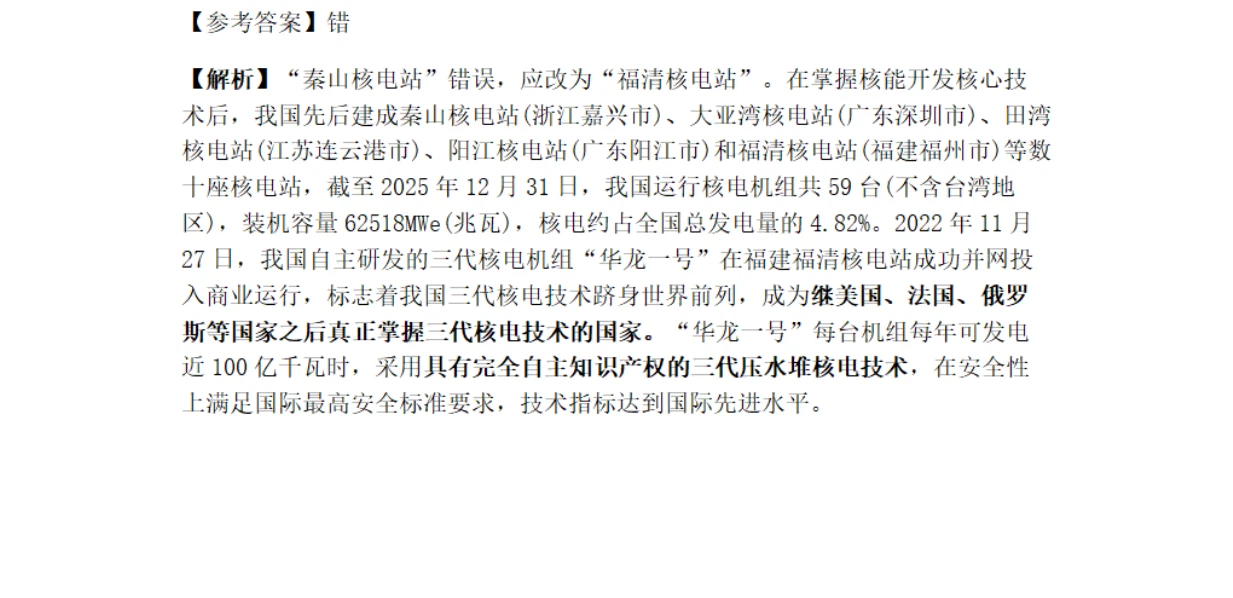 【参考答案】错
【解析】“秦山核电站”错误，应改为“福清核电站”。在掌握核能开发核心技
术后，我国先后建成秦山核电站(浙江嘉兴市)、大亚湾核电站(广东深圳市)、田湾
核电站(江苏连云港市)、阳江核电站(广东阳江市)和福清核电站(福建福州市)等数
十座核电站，截至 2025 年 12 月 31 日，我国运行核电机组共 59 台(不含台湾地
区)，装机容量 62518MWe(兆瓦)，核电约占全国总发电量的 4.82%。2022 年 11 月
27 日，我国自主研发的三代核电机组“华龙一号”在福建福清核电站成功并网投
入商业运行，标志着我国三代核电技术跻身世界前列，成为继美国、法国、俄罗
斯等国家之后真正掌握三代核电技术的国家。“华龙一号”每台机组每年可发电
近 100 亿千瓦时，采用具有完全自主知识产权的三代压水堆核电技术，在安全性
上满足国际最高安全标准要求，技术指标达到国际先进水平。